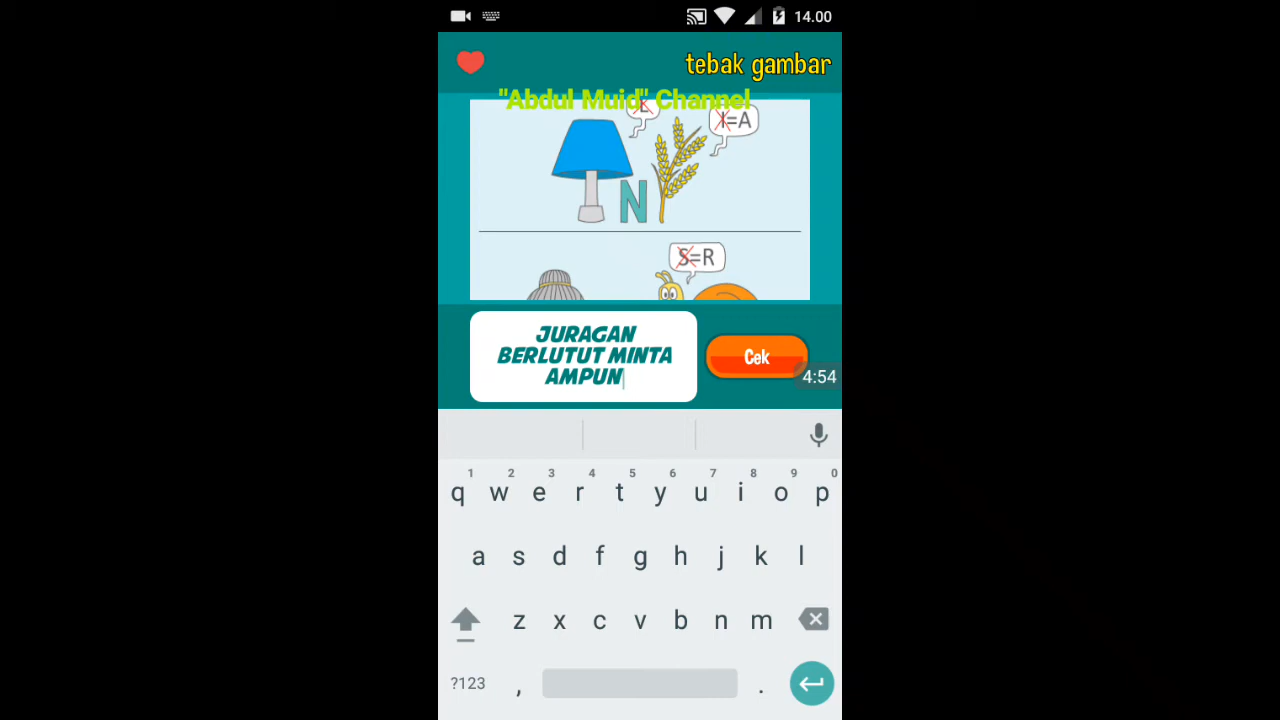 14.00
tebak gambar
"Abdul Muid" Channel
L
I=A
N
S=R
JURAGAN
BERLUTUT MINTA
AMPUN
Cek
4:54
1 2 3 4 5 6 7 8 9 0
q w e r t y u i o p
a s d f g h j k l
z x c v b n m
?123 , .